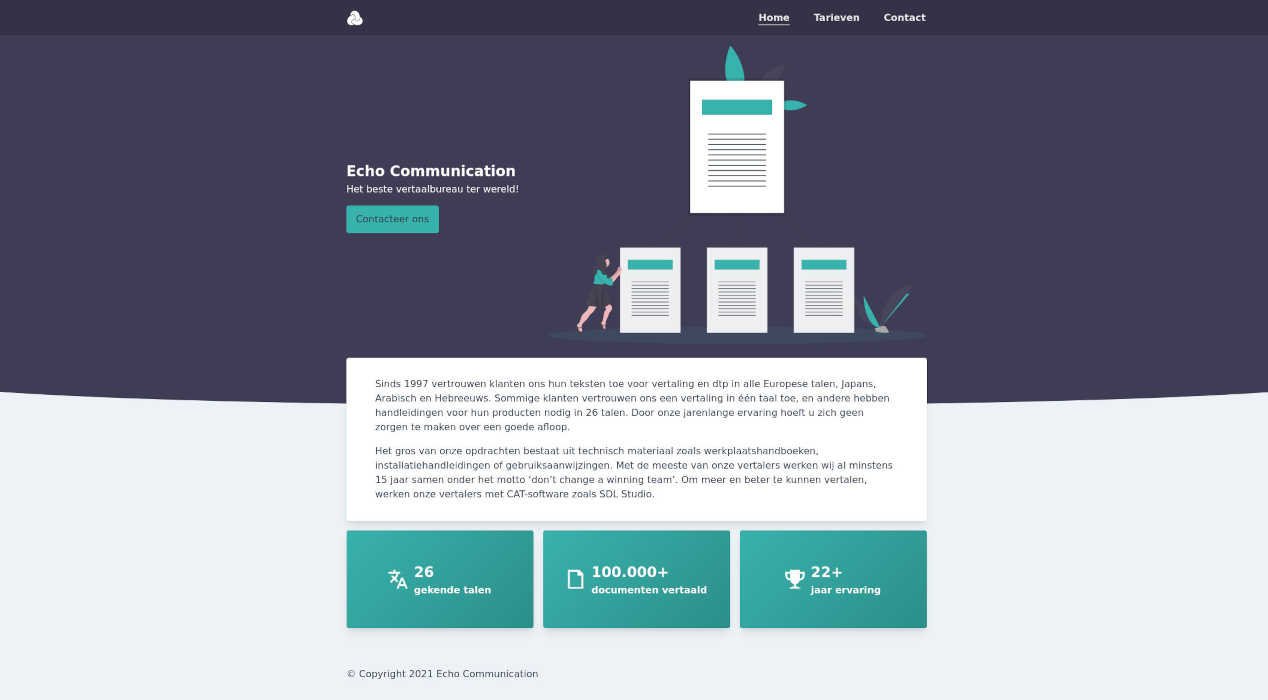 Home Tarieven Contact
Echo Communication
Het beste vertaalbureau ter wereld!
Contacteer ons
Sinds 1997 vertrouwen klanten ons hun teksten toe voor vertaling en dtp in alle Europese talen, Japans,
Arabisch en Hebreeuws. Sommige klanten vertrouwen ons een vertaling in één taal toe, en andere hebben
handleidingen voor hun producten nodig in 26 talen. Door onze jarenlange ervaring hoeft u zich geen
zorgen te maken over een goede afloop.
Het gros van onze opdrachten bestaat uit technisch materiaal zoals werkplaatshandboeken,
installatiehandleidingen of gebruiksaanwijzingen. Met de meeste van onze vertalers werken wij al minstens
15 jaar samen onder het motto ‘don’t change a winning team’. Om meer en beter te kunnen vertalen,
werken onze vertalers met CAT-software zoals SDL Studio.
26
gekende talen
100.000+
documenten vertaald
22+
jaar ervaring
© Copyright 2021 Echo Communication